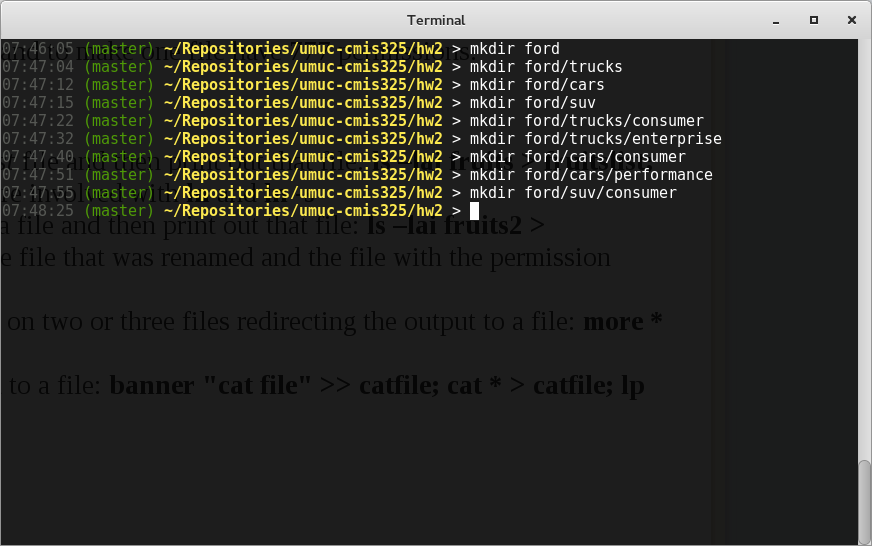 Terminal
07:46:05 (master) ~/Repositories/umuc-cmis325/hw2 > mkdir ford
07:47:04 (master) ~/Repositories/umuc-cmis325/hw2 > mkdir ford/trucks
07:47:12 (master) ~/Repositories/umuc-cmis325/hw2 > mkdir ford/cars
07:47:15 (master) ~/Repositories/umuc-cmis325/hw2 > mkdir ford/suv
07:47:22 (master) ~/Repositories/umuc-cmis325/hw2 > mkdir ford/trucks/consumer
07:47:32 (master) ~/Repositories/umuc-cmis325/hw2 > mkdir ford/trucks/enterprise
07:47:40 (master) ~/Repositories/umuc-cmis325/hw2 > mkdir ford/cars/consumer
07:47:51 (master) ~/Repositories/umuc-cmis325/hw2 > mkdir ford/cars/performance
07:47:55 (master) ~/Repositories/umuc-cmis325/hw2 > mkdir ford/suv/consumer
07:48:25 (master) ~/Repositories/umuc-cmis325/hw2 >
a file and then print out that file: ls –lai fruits2 >
e file that was renamed and the file with the permission
on two or three files redirecting the output to a file: more *
to a file: banner "cat file" >> catfile; cat * > catfile; lp